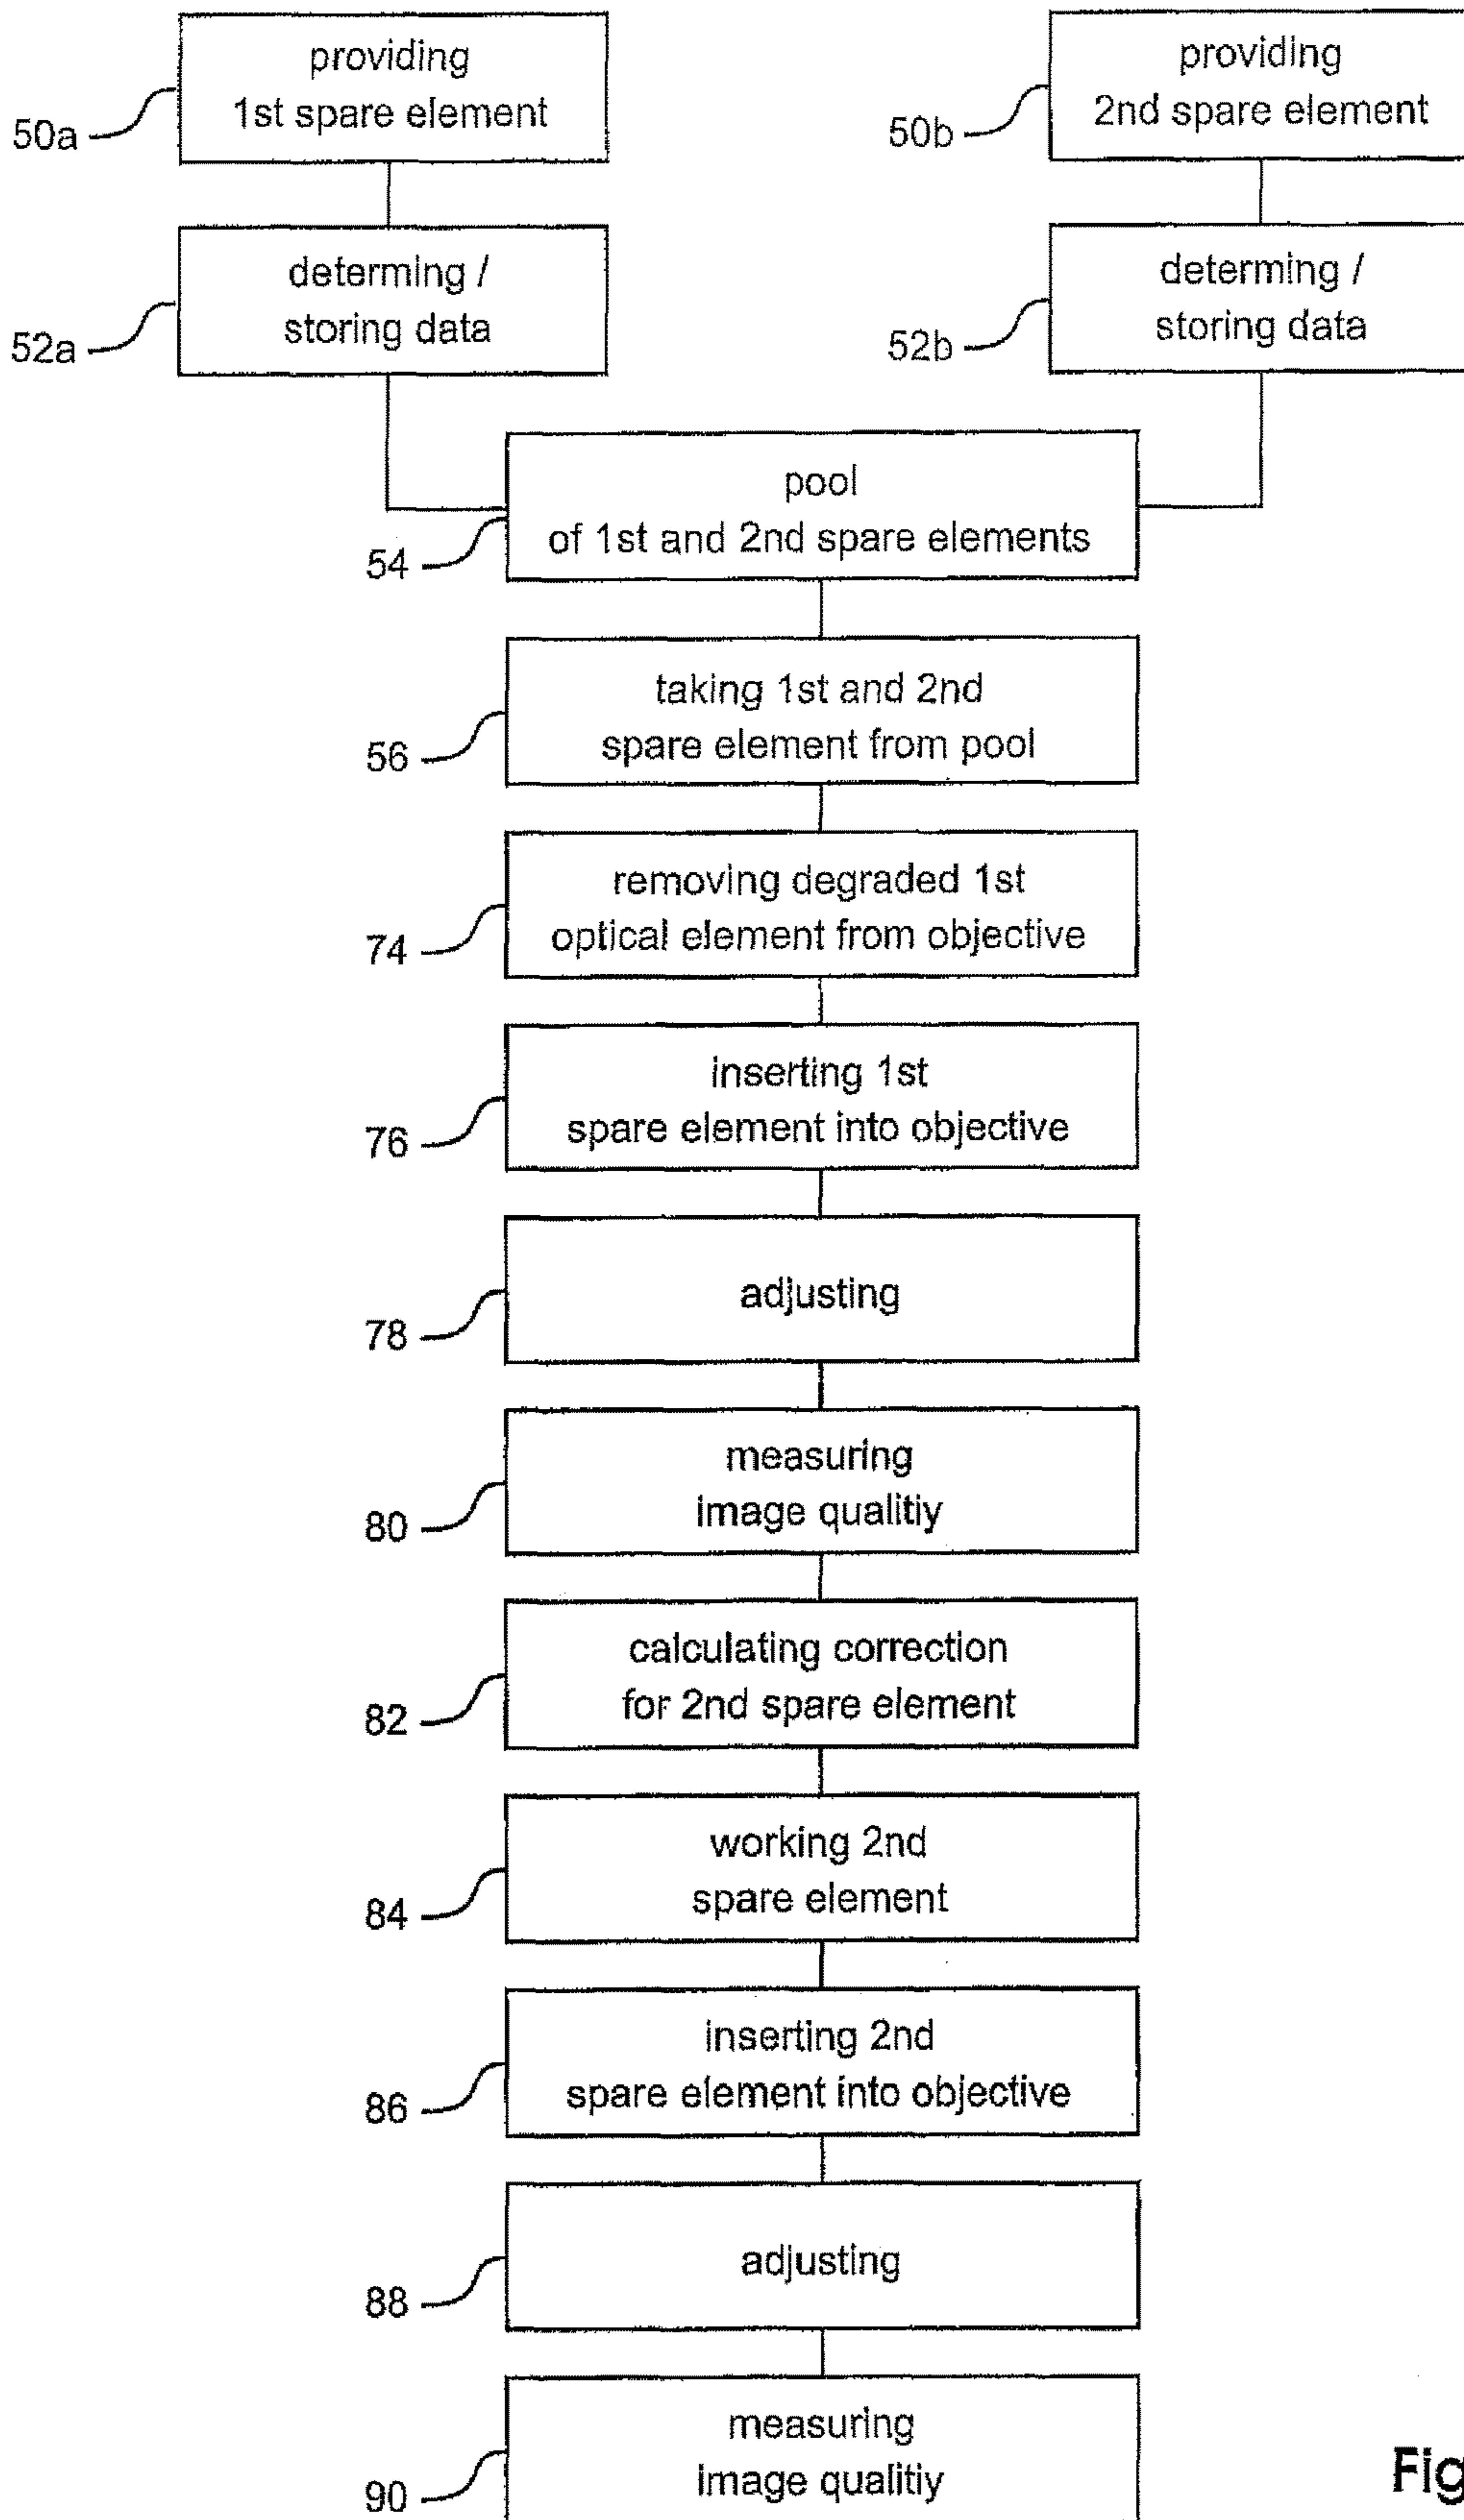 providing
1st spare element
50a
providing
2nd spare element
50b
determing /
storing data
52a
determing /
storing data
52b
pool
of 1st and 2nd spare elements
54
taking 1st and 2nd
spare element from pool
56
removing degraded 1st
optical element from objective
74
inserting 1st
spare element into objective
76
adjusting
78
measuring
image qualitiy
80
calculating correction
for 2nd spare element
82
working 2nd
spare element
84
inserting 2nd
spare element into objective
86
adjusting
88
measuring
image qualitiy
90
Fig